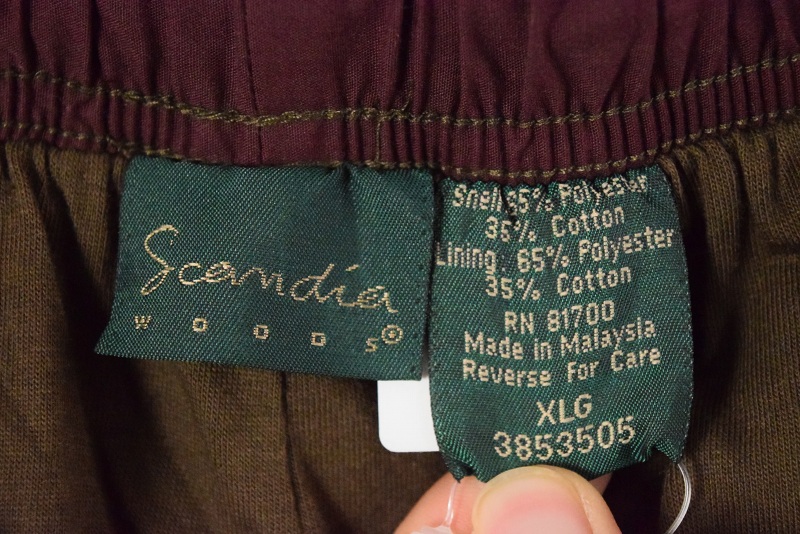 Scandia
WOODS®
Shell: 65% Polyester
35% Cotton
Lining: 65% Polyester
35% Cotton
RN 81700
Made in Malaysia
Reverse For Care
XLG
3853505